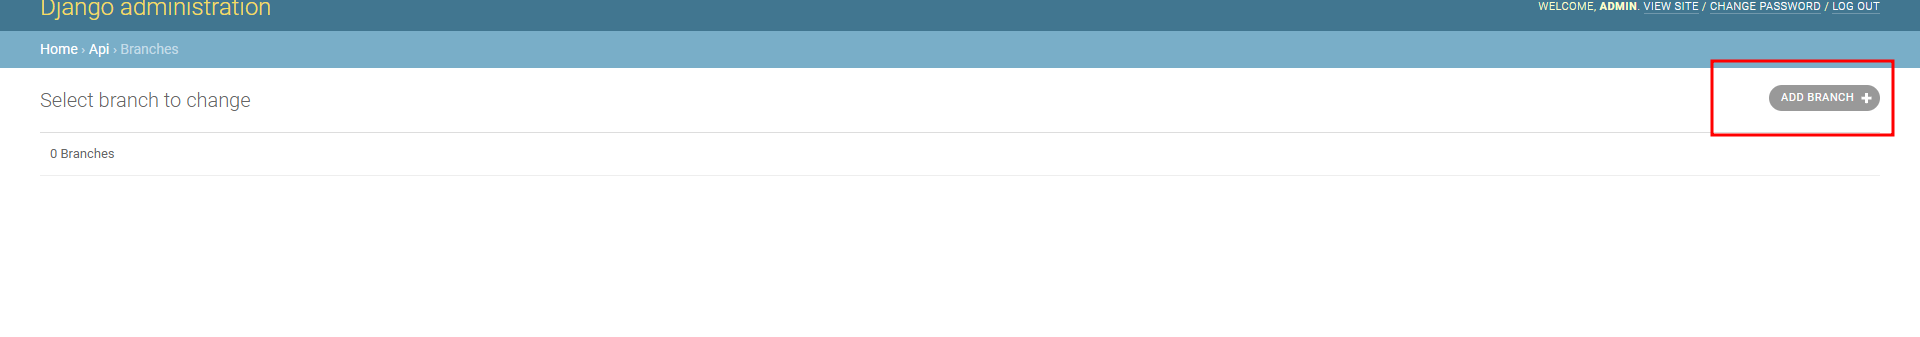 Django administration
WELCOME, ADMIN. VIEW SITE / CHANGE PASSWORD / LOG OUT
Home › Api › Branches
Select branch to change
ADD BRANCH +
0 Branches